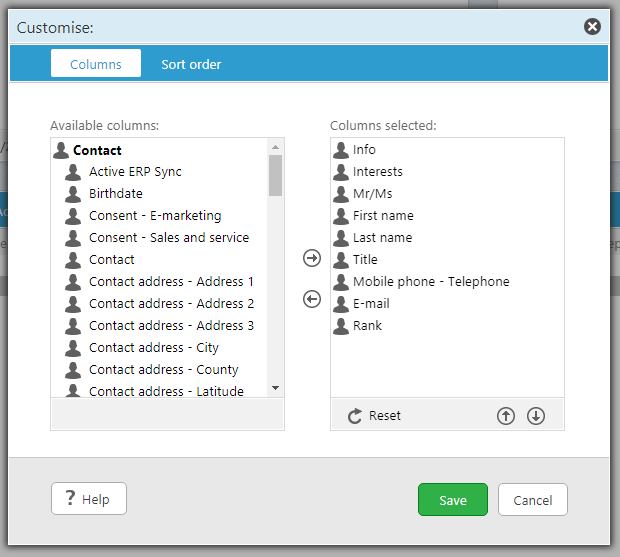 Customise:
Columns
Sort order
Available columns:
Contact
Active ERP Sync
Birthdate
Consent - E-marketing
Consent - Sales and service
Contact
Contact address - Address 1
Contact address - Address 2
Contact address - Address 3
Contact address - City
Contact address - County
Contact address - Latitude
Columns selected:
Info
Interests
Mr/Ms
First name
Last name
Title
Mobile phone - Telephone
E-mail
Rank
Reset
? Help
Save
Cancel